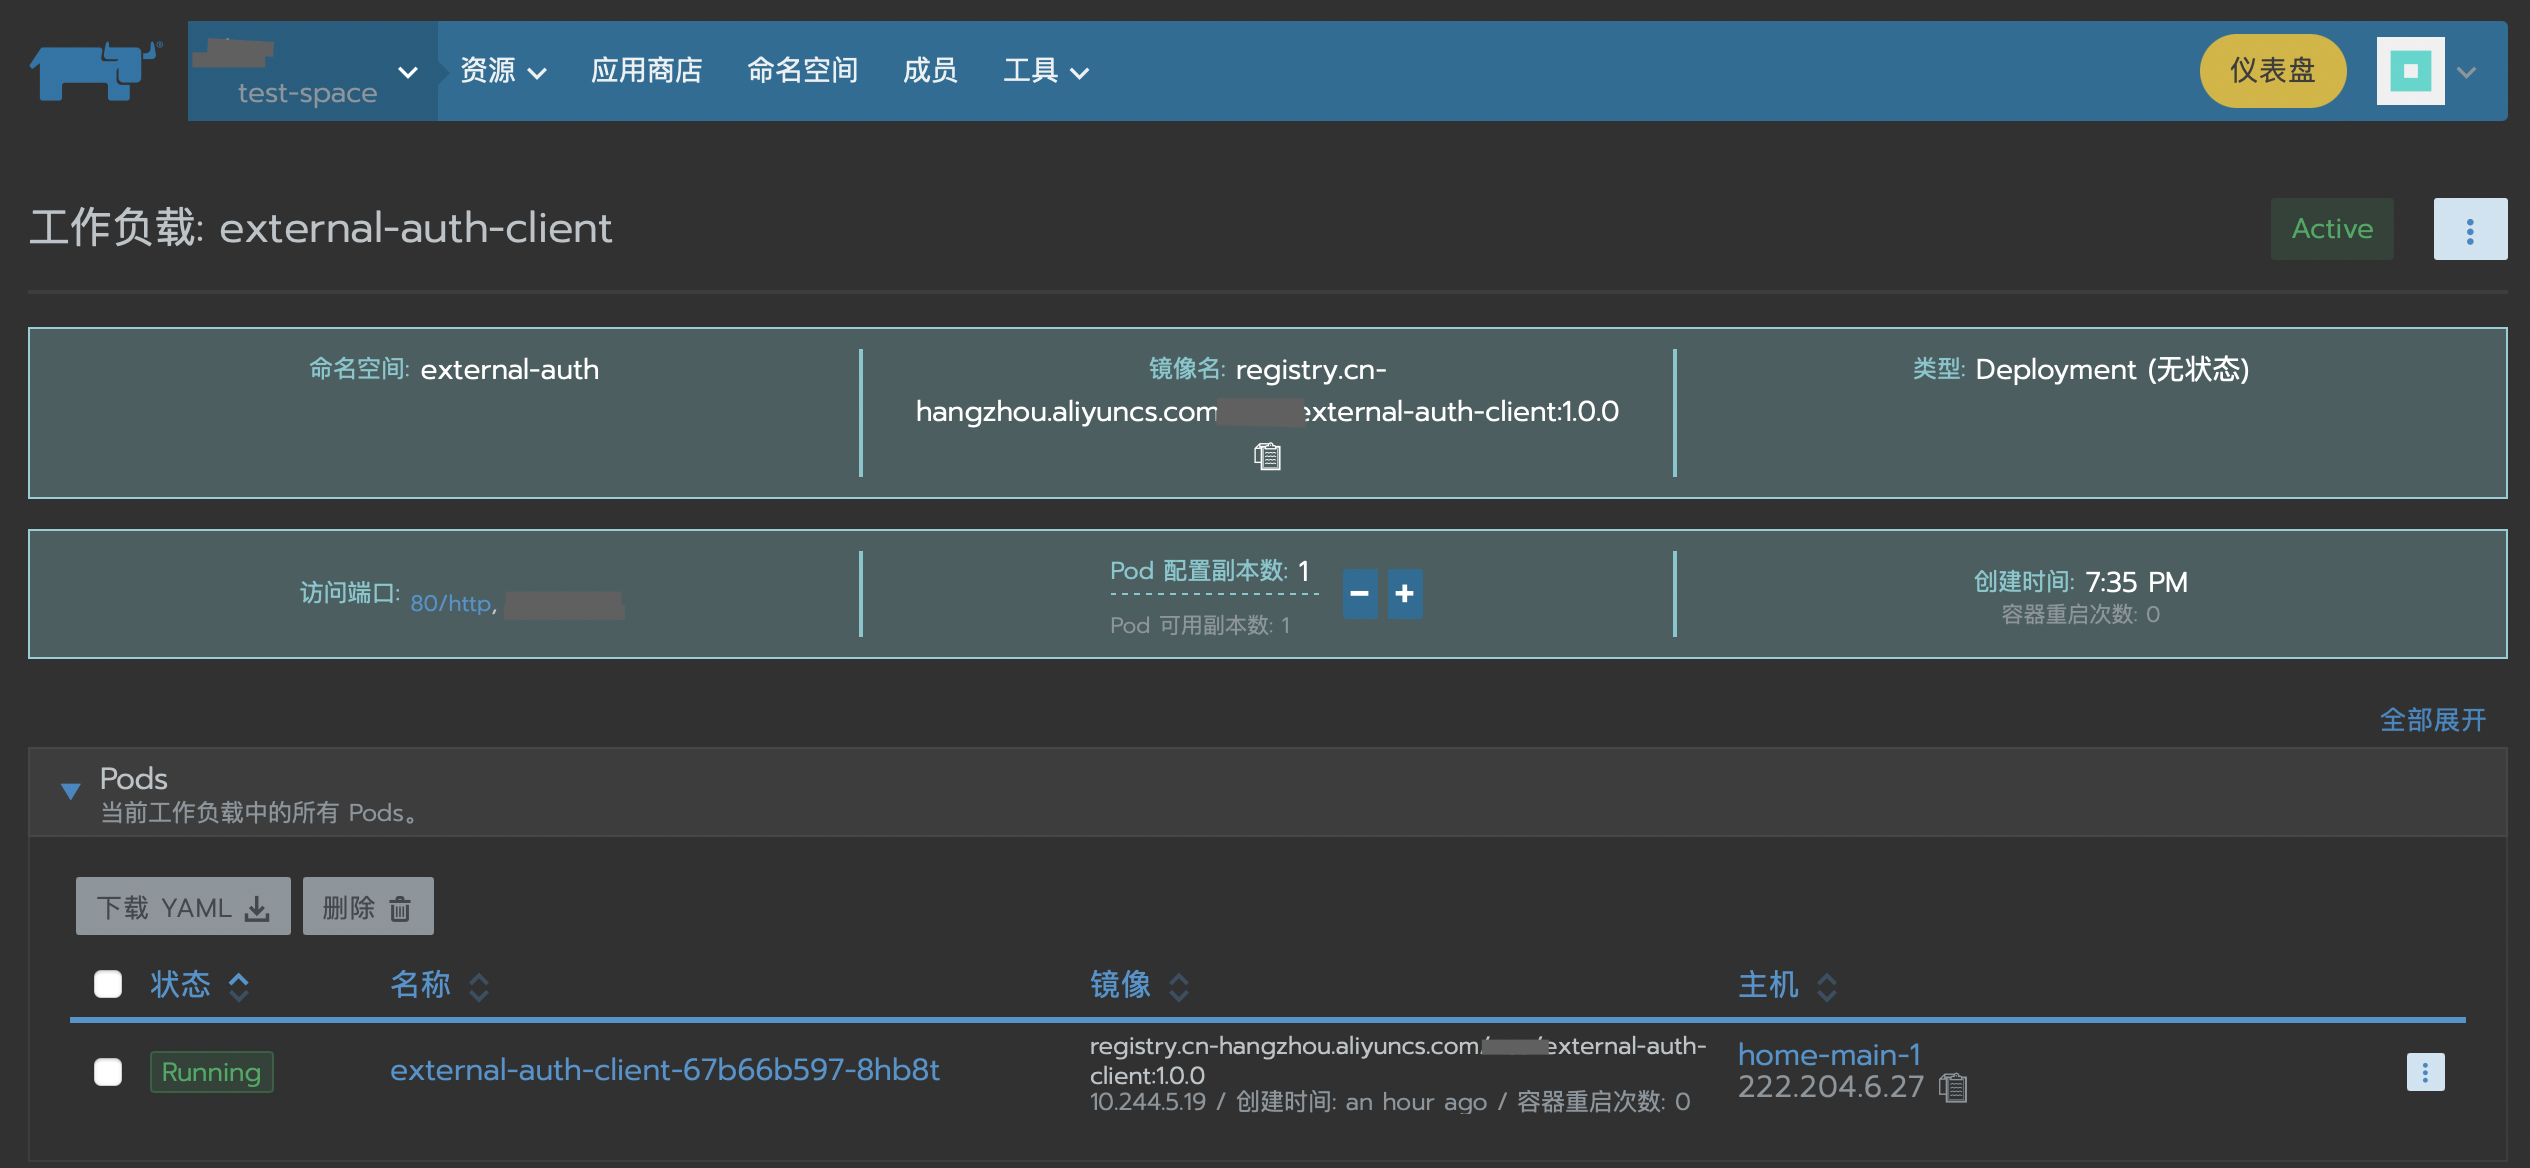 test-space
资源 应用商店 命名空间 成员 工具 仪表盘
工作负载: external-auth-client Active
命名空间: external-auth
镜像名: registry.cn-
hangzhou.aliyuncs.com external-auth-client:1.0.0
类型: Deployment (无状态)
访问端口: 80/http,
Pod 配置副本数: 1
Pod 可用副本数: 1
创建时间: 7:35 PM
容器重启次数: 0
全部展开
Pods
当前工作负载中的所有 Pods。
下载 YAML 删除
状态 名称 镜像 主机
Running external-auth-client-67b66b597-8hb8t
registry.cn-hangzhou.aliyuncs.com/ /external-auth-
client:1.0.0
10.244.5.19 / 创建时间: an hour ago / 容器重启次数: 0
home-main-1
222.204.6.27